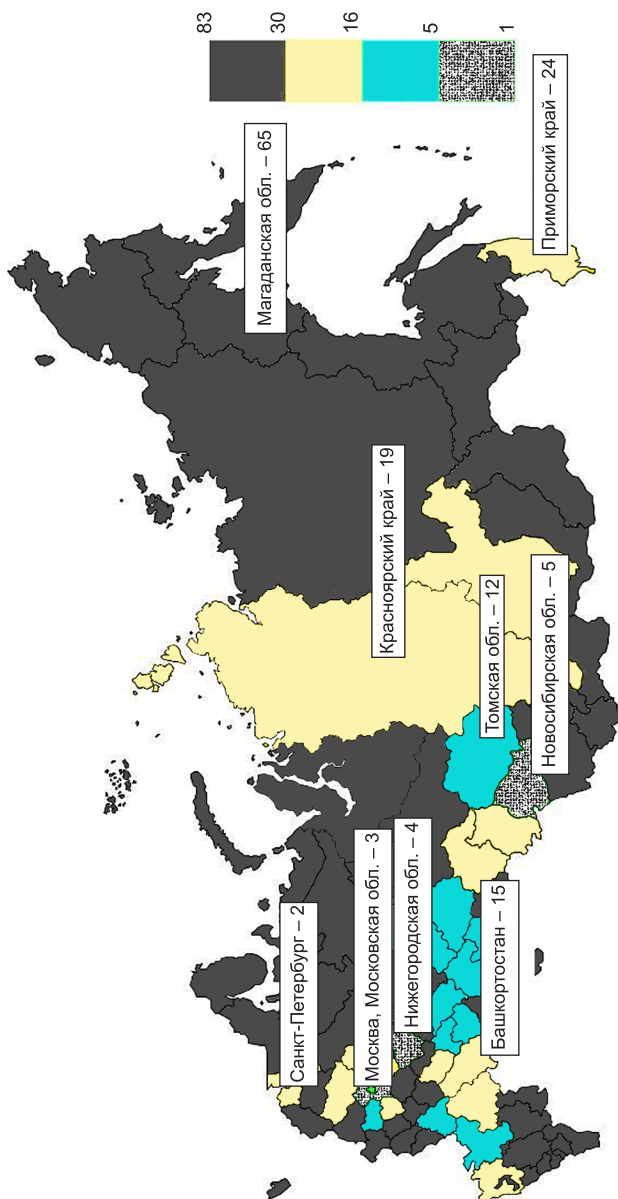 Санкт-Петербург – 2
Москва, Московская обл. – 3
Нижегородская обл. – 4
Башкортостан – 15
Красноярский край – 19
Томская обл. – 12
Новосибирская обл. – 5
Магаданская обл. – 65
Приморский край – 24
83
30
16
5
1